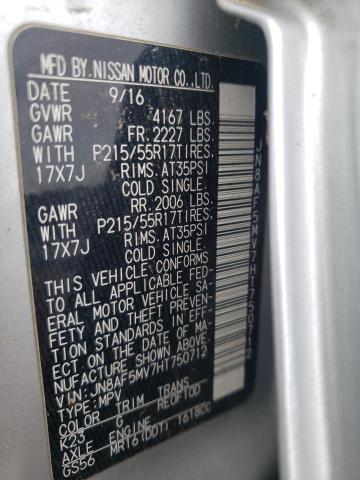 MFD BY. NISSAN MOTOR CO., LTD.
DATE 9/16
GVWR 4167 LBS.
GAWR FR. 2227 LBS.
WITH P215/55R17TIRES.
17X7J RIMS. AT35PSI
COLD SINGLE.
GAWR RR. 2006 LBS.
WITH P215/55R17TIRES.
17X7J RIMS. AT35PSI
COLD SINGLE.
THIS VEHICLE CONFORMS
TO ALL APPLICABLE FED-
ERAL MOTOR VEHICLE SA-
FETY AND THEFT PREVEN-
TION STANDARDS IN EFF-
ECT ON THE DATE OF MA-
NUFACTURE SHOWN ABOVE.
VIN:JN8AF5MV7HT750712
TYPE:MPV
COLOR TRIM TRANS
K23 G RE0F10D
AXLE ENGINE
GS56 MR16(DDT) 1618CC
JN8AF5MV7HT750712